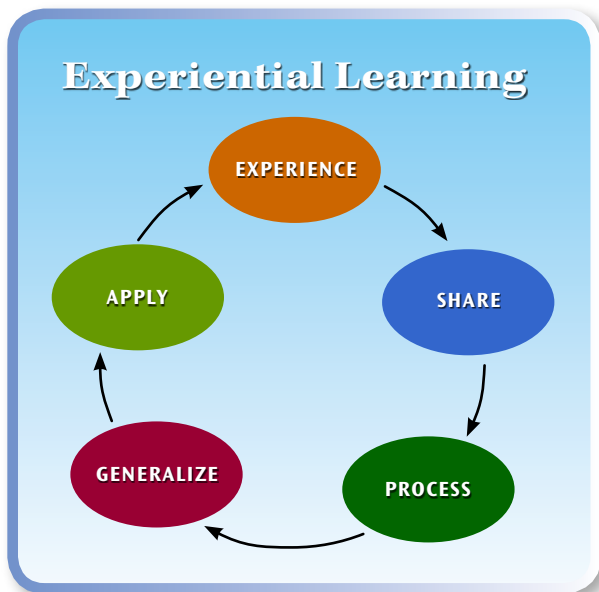 Experiential Learning
EXPERIENCE
SHARE
PROCESS
GENERALIZE
APPLY